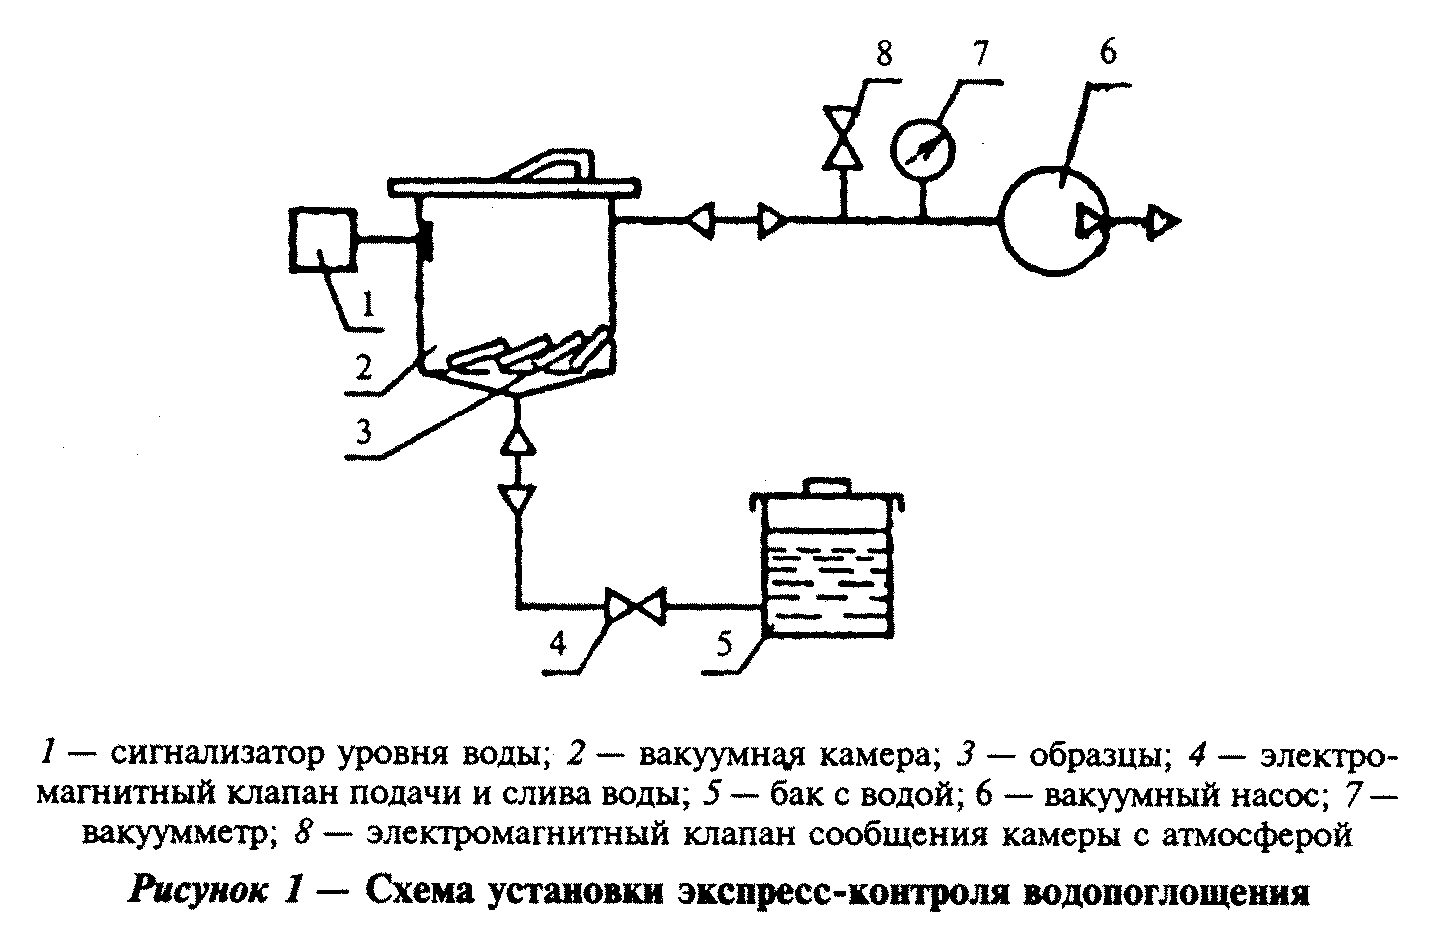 8
7
6
1
2
3
4
5
1 — сигнализатор уровня воды; 2 — вакуумная камера; 3 — образцы; 4 — электро-
магнитный клапан подачи и слива воды; 5 — бак с водой; 6 — вакуумный насос; 7 —
вакуумметр; 8 — электромагнитный клапан сообщения камеры с атмосферой
Рисунок 1 — Схема установки экспресс-контроля водопоглощения